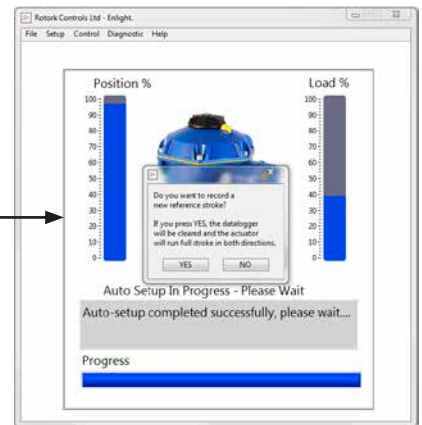 Rotork Controls Ltd - Enlight.
File Setup Control Diagnostic Help
Position %
Load %
100
90
80
70
60
50
40
30
20
10
0
100
90
80
70
60
50
40
30
20
10
0
Do you want to record a
new reference stroke?
If you press YES, the datalogger
will be cleared and the actuator
will run full stroke in both directions.
YES NO
Auto Setup In Progress - Please Wait
Auto-setup completed successfully, please wait....
Progress